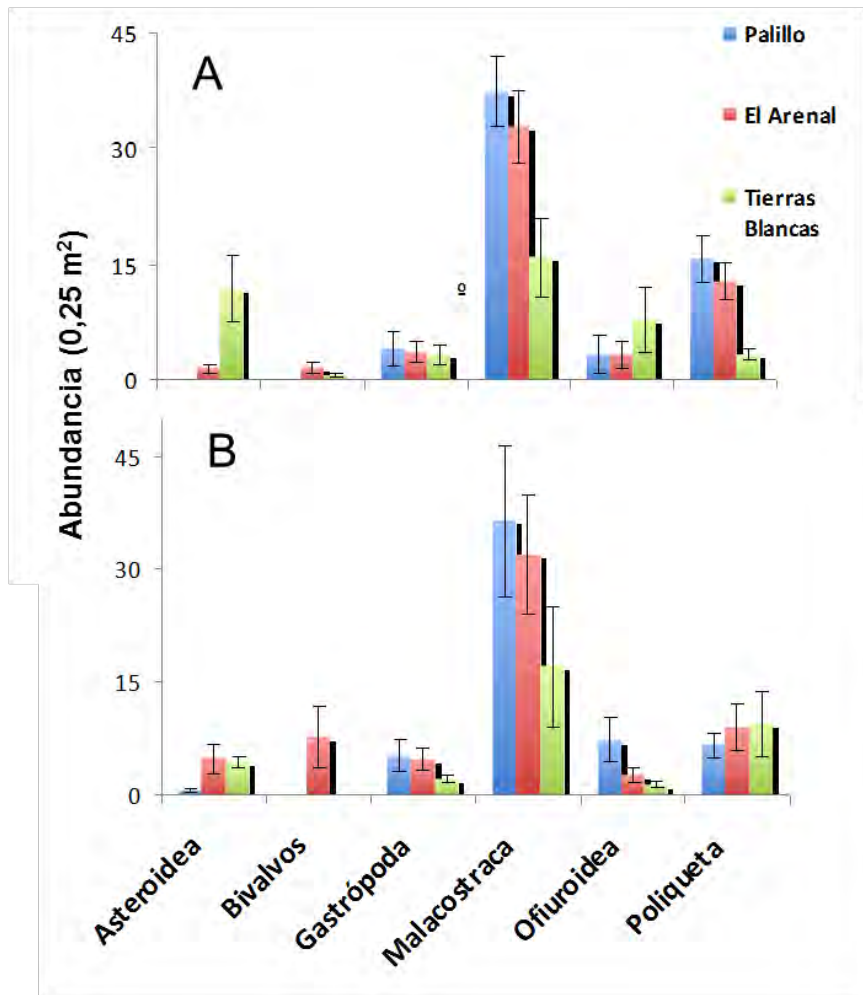 Abundancia (0,25 m²)
A
45
30
15
0
º
Palillo
El Arenal
Tierras
Blancas
B
45
30
15
0
Asteroidea
Bivalvos
Gastrópoda
Malacostraca
Ofiuroidea
Poliqueta